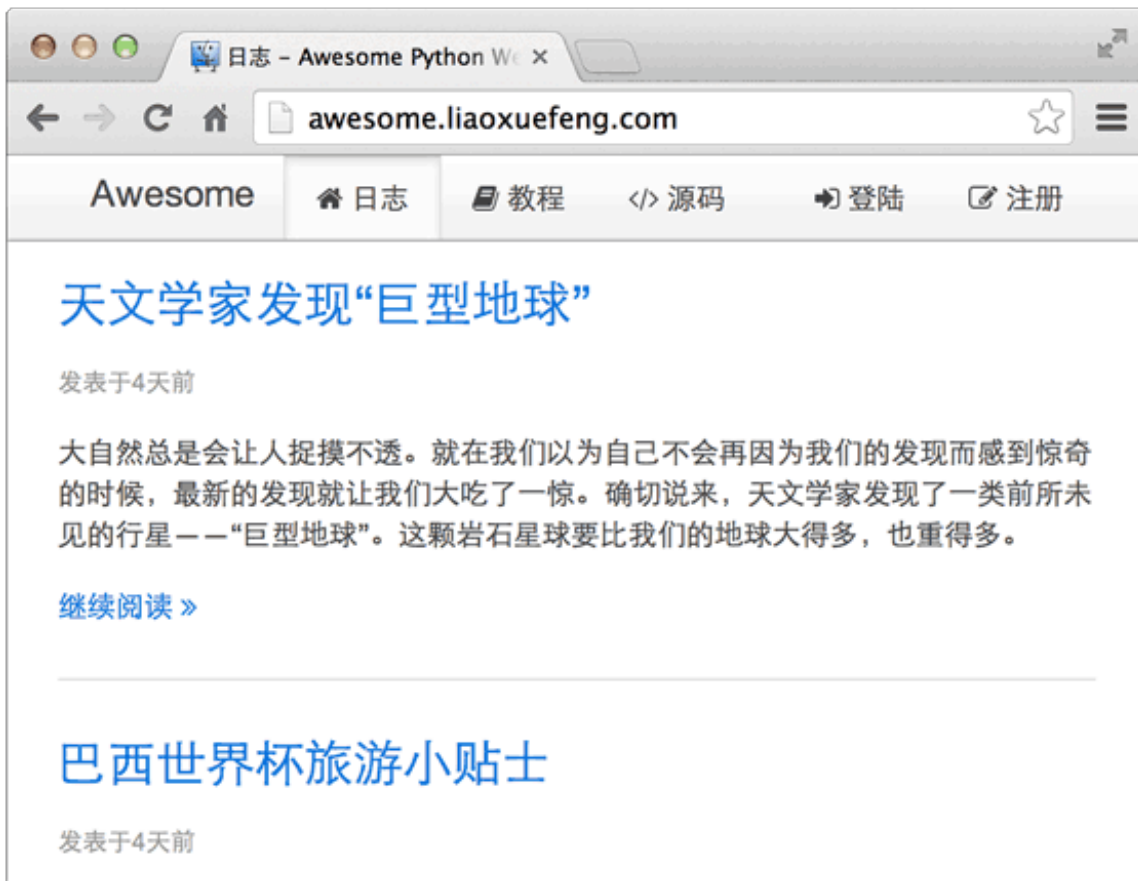 日志 - Awesome Python We
awesome.liaoxuefeng.com
Awesome 日志 教程 </> 源码 登陆 注册
天文学家发现“巨型地球”
发表于4天前
大自然总是会让人捉摸不透。就在我们以为自己不会再因为我们的发现而感到惊奇
的时候，最新的发现就让我们大吃了一惊。确切说来，天文学家发现了一类前所未
见的行星——“巨型地球”。这颗岩石星球要比我们的地球大得多，也重得多。
继续阅读 »
巴西世界杯旅游小贴士
发表于4天前